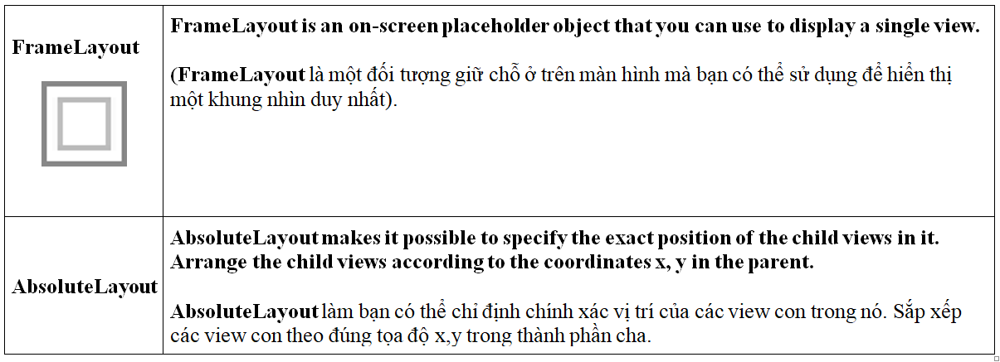 FrameLayout
FrameLayout is an on-screen placeholder object that you can use to display a single view.
(FrameLayout là một đối tượng giữ chỗ ở trên màn hình mà bạn có thể sử dụng để hiển thị
một khung nhìn duy nhất).
AbsoluteLayout
AbsoluteLayout makes it possible to specify the exact position of the child views in it.
Arrange the child views according to the coordinates x, y in the parent.
AbsoluteLayout làm bạn có thể chỉ định chính xác vị trí của các view con trong nó. Sắp xếp
các view con theo đúng tọa độ x,y trong thành phần cha.